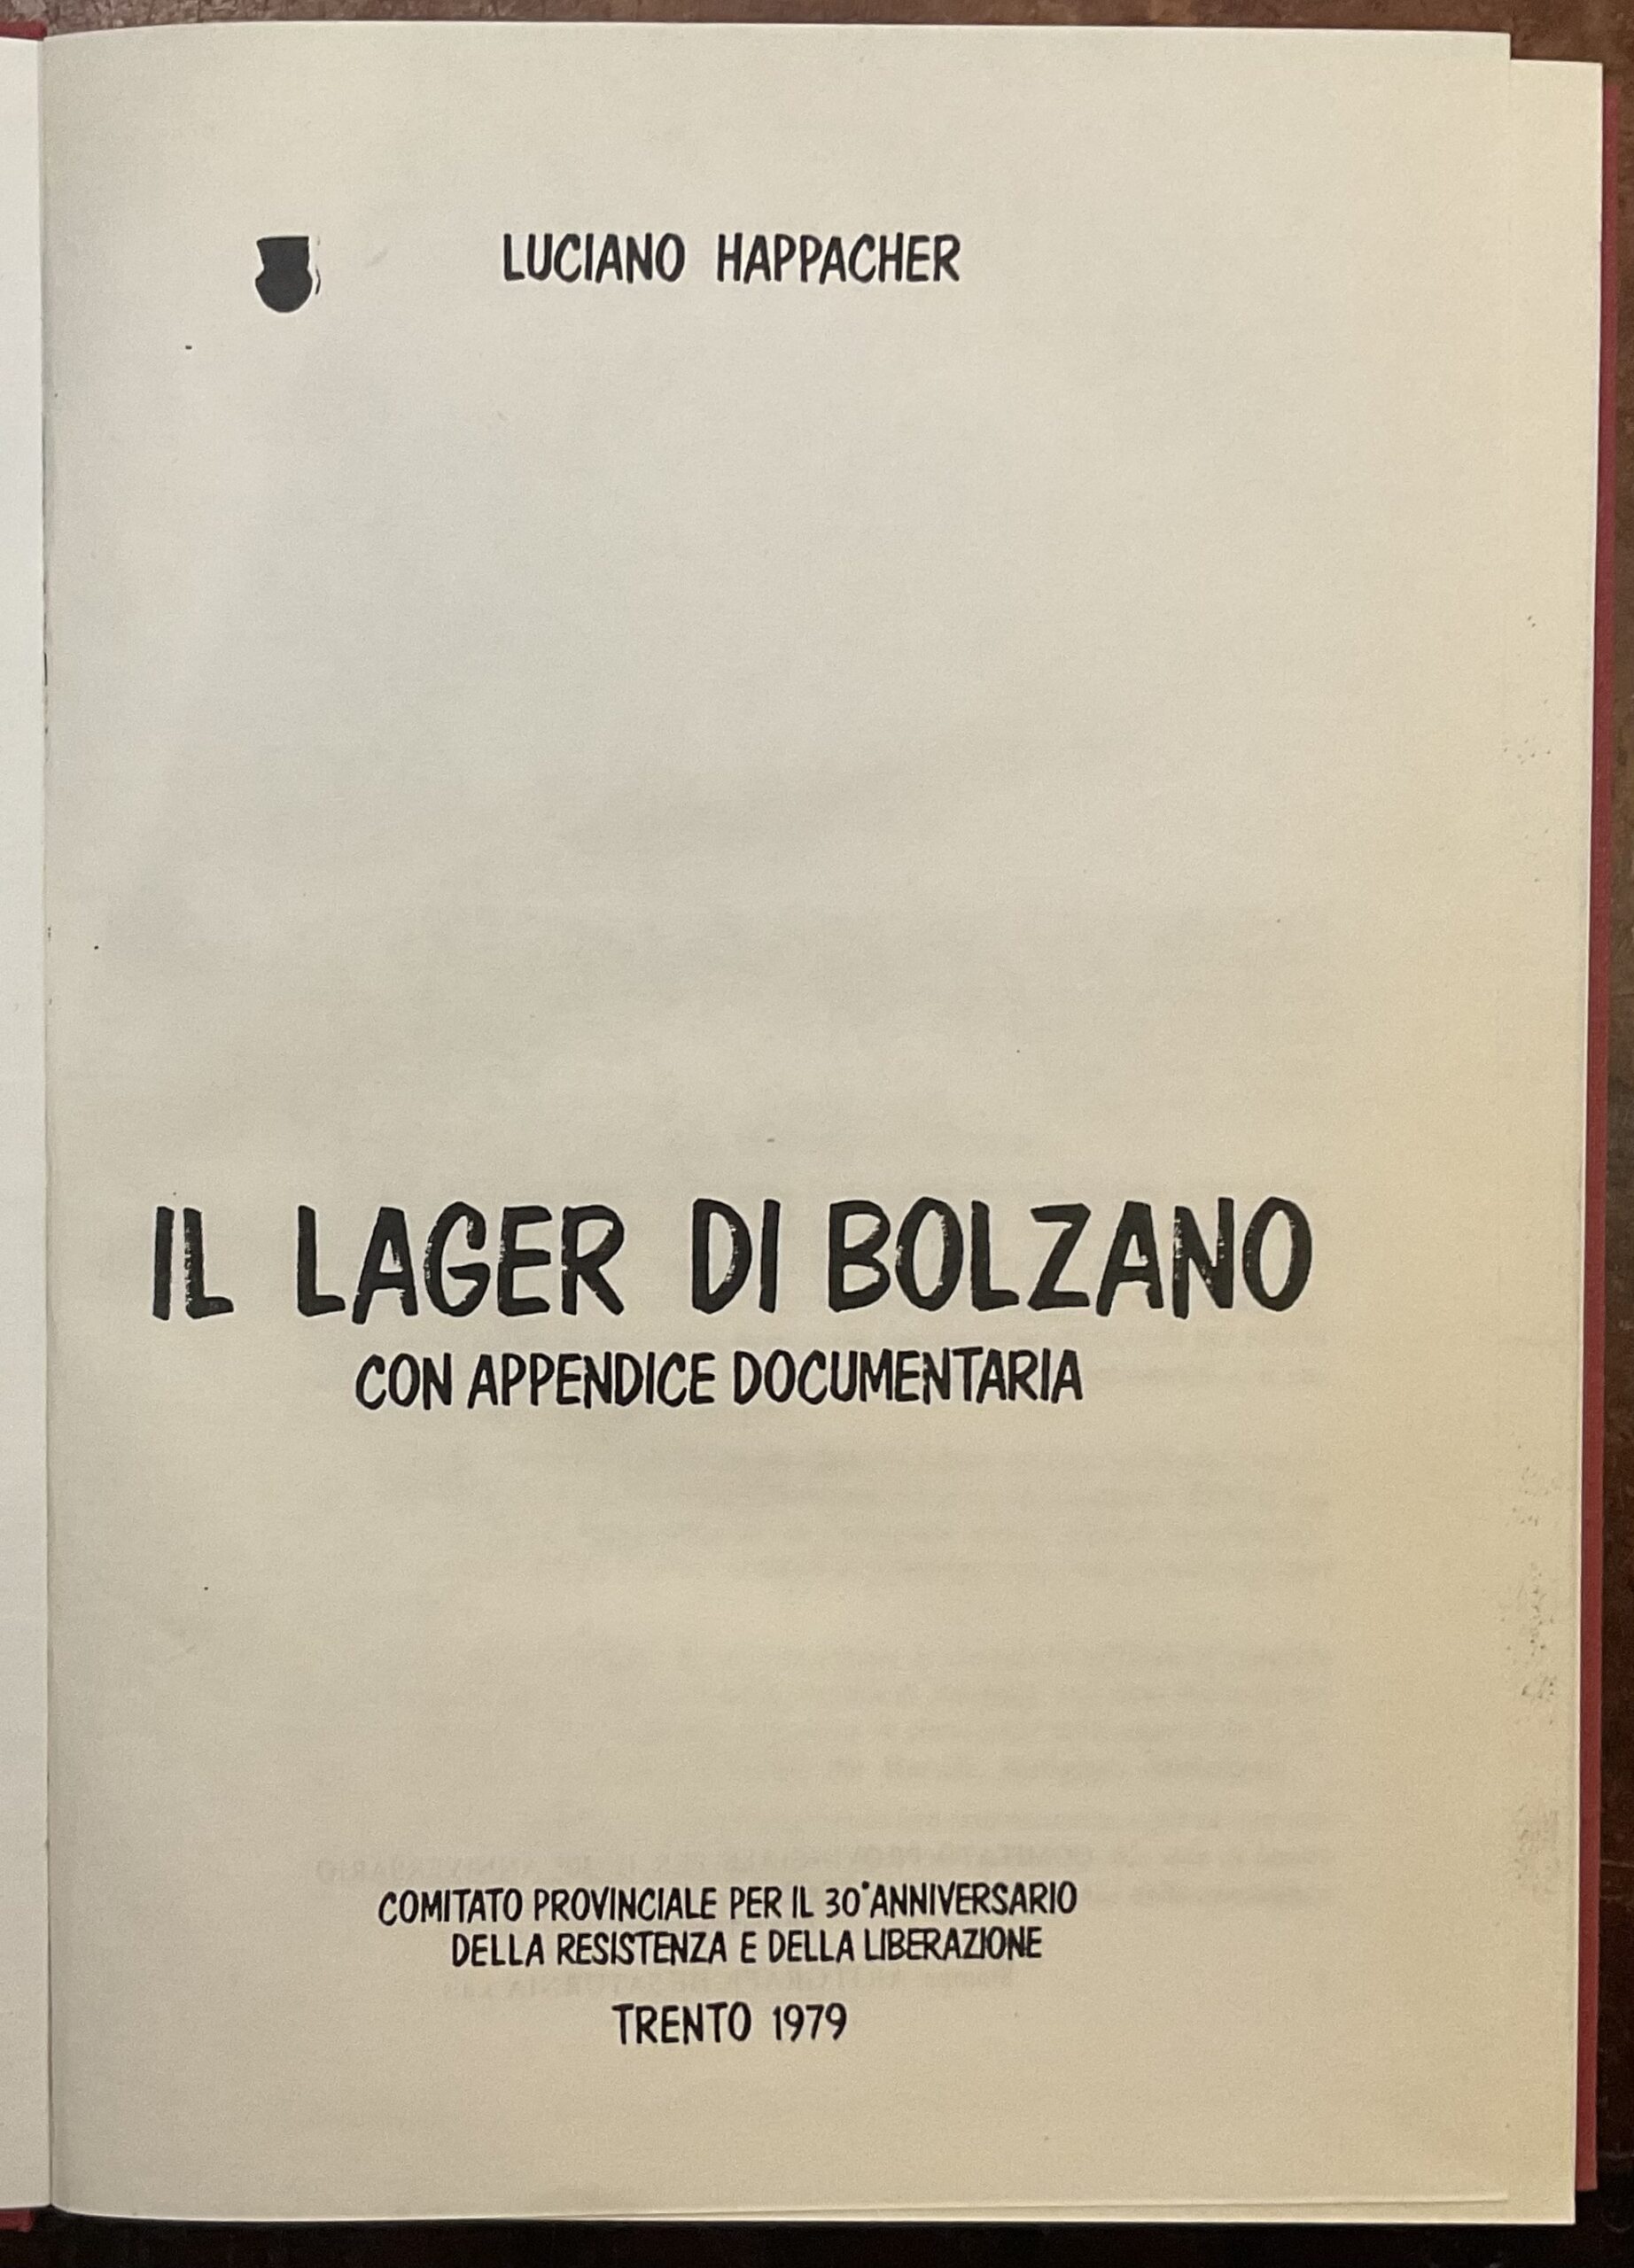 LUCIANO HAPPACHER
IL LAGER DI BOLZANO
CON APPENDICE DOCUMENTARIA
COMITATO PROVINCIALE PER IL 30° ANNIVERSARIO
DELLA RESISTENZA E DELLA LIBERAZIONE
TRENTO 1979